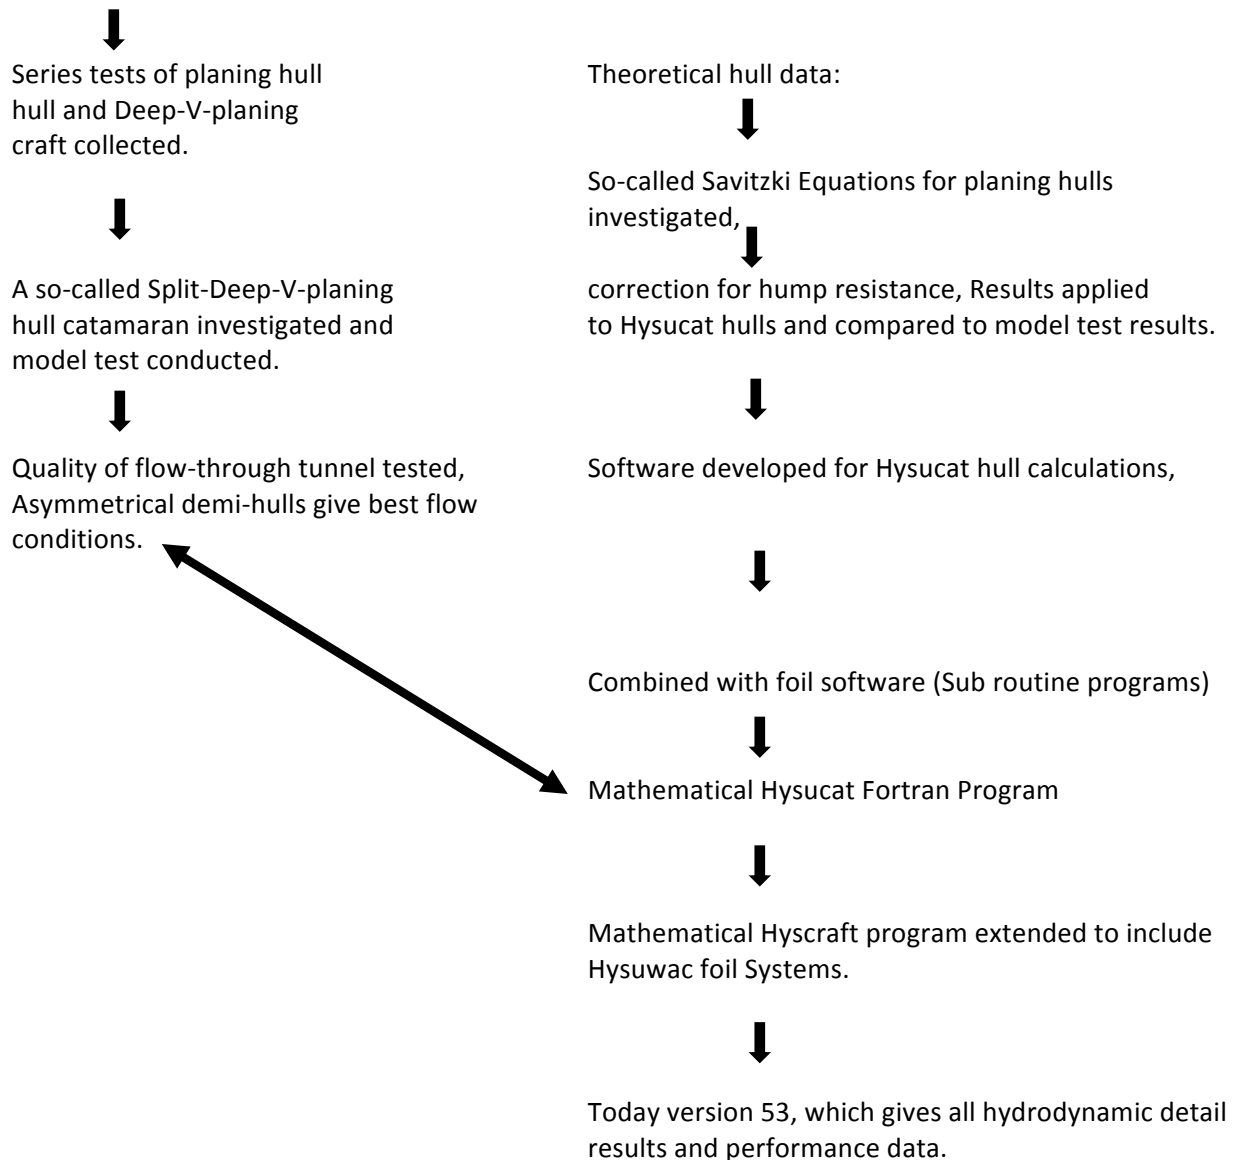 Series tests of planing hull
hull and Deep-V-planing
craft collected.
A so-called Split-Deep-V-planing
hull catamaran investigated and
model test conducted.
Quality of flow-through tunnel tested,
Asymmetrical demi-hulls give best flow
conditions.
Theoretical hull data:
So-called Savitzki Equations for planing hulls
investigated,
correction for hump resistance, Results applied
to Hysucat hulls and compared to model test results.
Software developed for Hysucat hull calculations,
Combined with foil software (Sub routine programs)
Mathematical Hysucat Fortran Program
Mathematical Hyscraft program extended to include
Hysuwac foil Systems.
Today version 53, which gives all hydrodynamic detail
results and performance data.